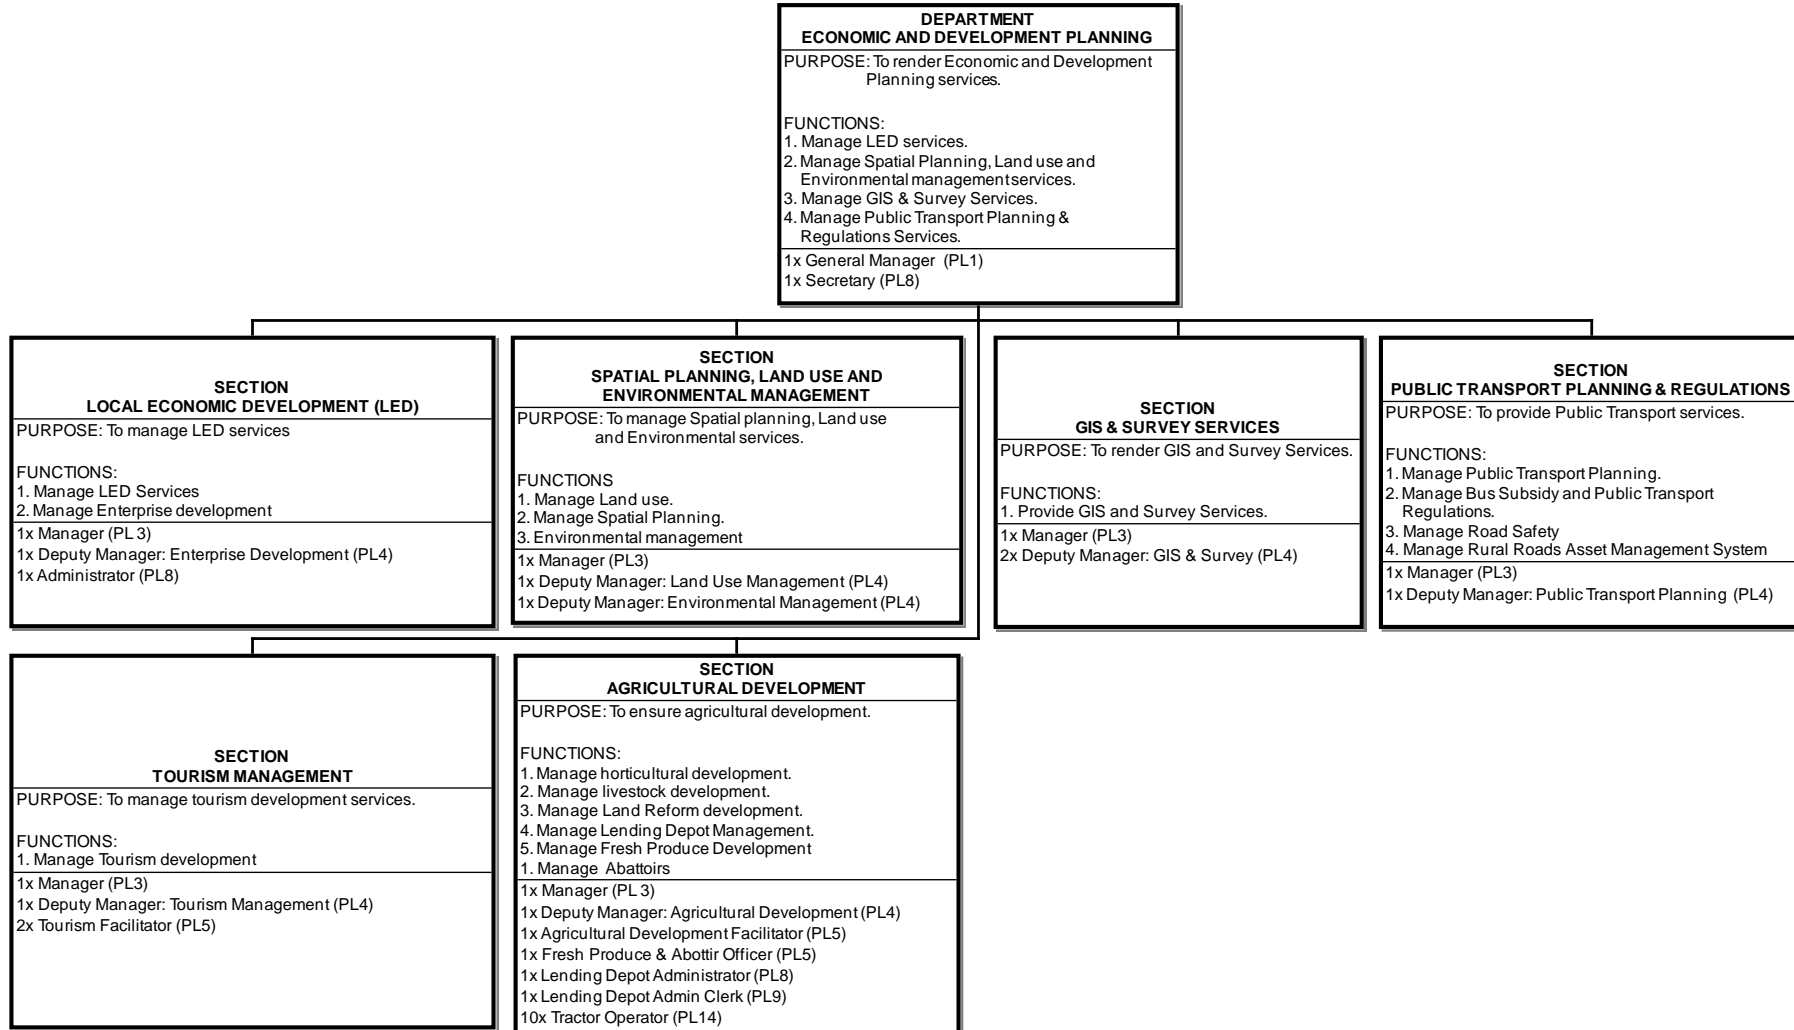 DEPARTMENT
ECONOMIC AND DEVELOPMENT PLANNING
PURPOSE: To render Economic and Development
Planning services.
FUNCTIONS:
1. Manage LED services.
2. Manage Spatial Planning, Land use and
Environmental management services.
3. Manage GIS & Survey Services.
4. Manage Public Transport Planning &
Regulations Services.
1x General Manager (PL1)
1x Secretary (PL8)
SECTION
LOCAL ECONOMIC DEVELOPMENT (LED)
PURPOSE: To manage LED services
FUNCTIONS:
1. Manage LED Services
2. Manage Enterprise development
1x Manager (PL 3)
1x Deputy Manager: Enterprise Development (PL4)
1x Administrator (PL8)
SECTION
SPATIAL PLANNING, LAND USE AND
ENVIRONMENTAL MANAGEMENT
PURPOSE: To manage Spatial planning, Land use
and Environmental services.
FUNCTIONS
1. Manage Land use.
2. Manage Spatial Planning.
3. Environmental management
1x Manager (PL3)
1x Deputy Manager: Land Use Management (PL4)
1x Deputy Manager: Environmental Management (PL4)
SECTION
GIS & SURVEY SERVICES
PURPOSE: To render GIS and Survey Services.
FUNCTIONS:
1. Provide GIS and Survey Services.
1x Manager (PL3)
2x Deputy Manager: GIS & Survey (PL4)
SECTION
PUBLIC TRANSPORT PLANNING & REGULATIONS
PURPOSE: To provide Public Transport services.
FUNCTIONS:
1. Manage Public Transport Planning.
2. Manage Bus Subsidy and Public Transport
Regulations.
3. Manage Road Safety
4. Manage Rural Roads Asset Management System
1x Manager (PL3)
1x Deputy Manager: Public Transport Planning (PL4)
SECTION
TOURISM MANAGEMENT
PURPOSE: To manage tourism development services.
FUNCTIONS:
1. Manage Tourism development
1x Manager (PL3)
1x Deputy Manager: Tourism Management (PL4)
2x Tourism Facilitator (PL5)
SECTION
AGRICULTURAL DEVELOPMENT
PURPOSE: To ensure agricultural development.
FUNCTIONS:
1. Manage horticultural development.
2. Manage livestock development.
3. Manage Land Reform development.
4. Manage Lending Depot Management.
5. Manage Fresh Produce Development
1. Manage Abattoirs
1x Manager (PL 3)
1x Deputy Manager: Agricultural Development (PL4)
1x Agricultural Development Facilitator (PL5)
1x Fresh Produce & Abottir Officer (PL5)
1x Lending Depot Administrator (PL8)
1x Lending Depot Admin Clerk (PL9)
10x Tractor Operator (PL14)